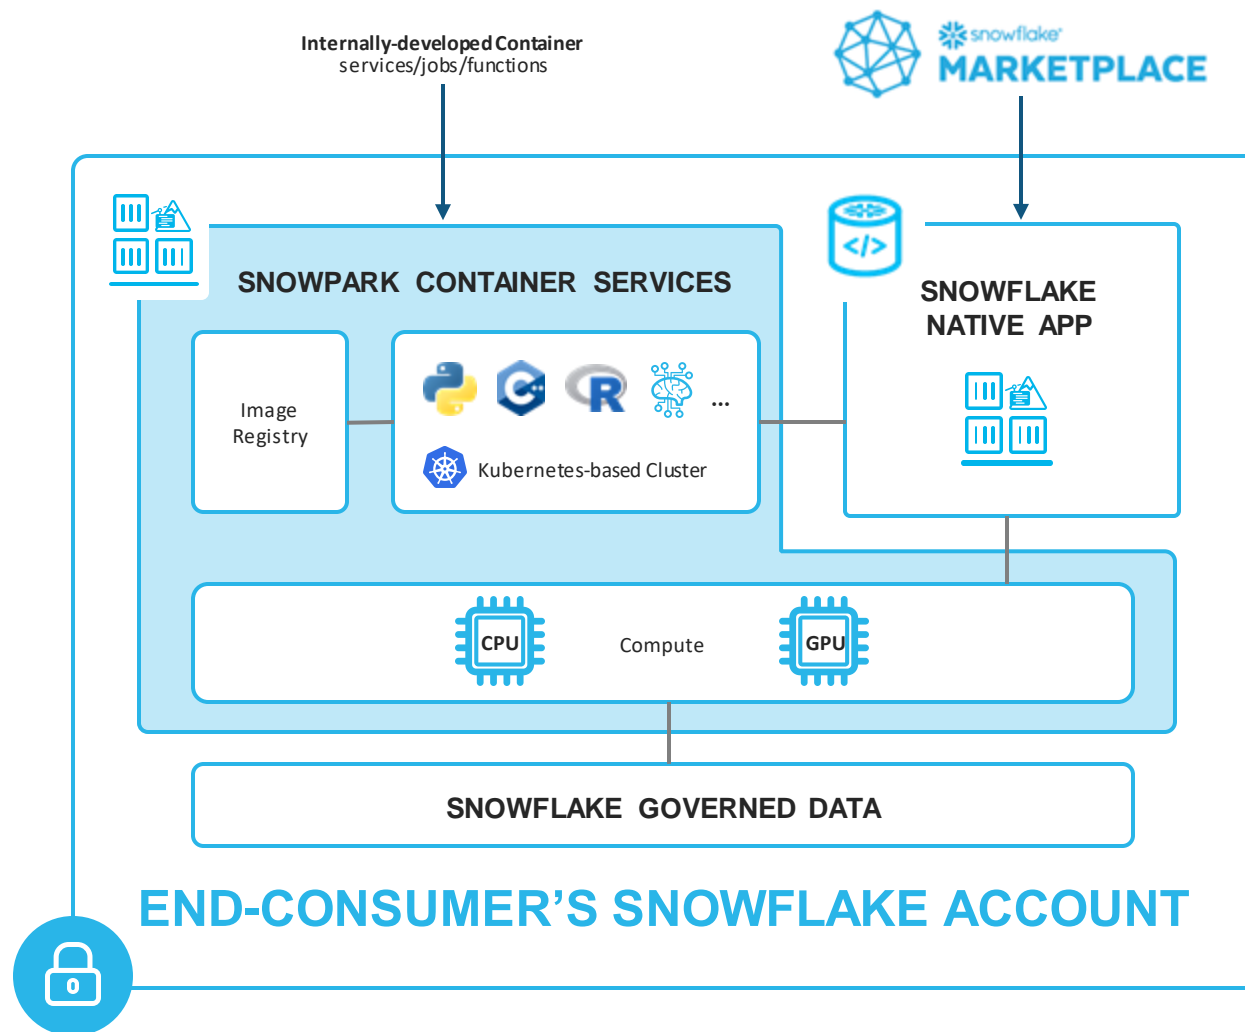 Internally-developed Container
services/jobs/functions
snowflake®
MARKETPLACE
SNOWPARK CONTAINER SERVICES
SNOWFLAKE
NATIVE APP
</>
Image
Registry
C++
R
...
Kubernetes-based Cluster
CPU
Compute
GPU
SNOWFLAKE GOVERNED DATA
END-CONSUMER’S SNOWFLAKE ACCOUNT